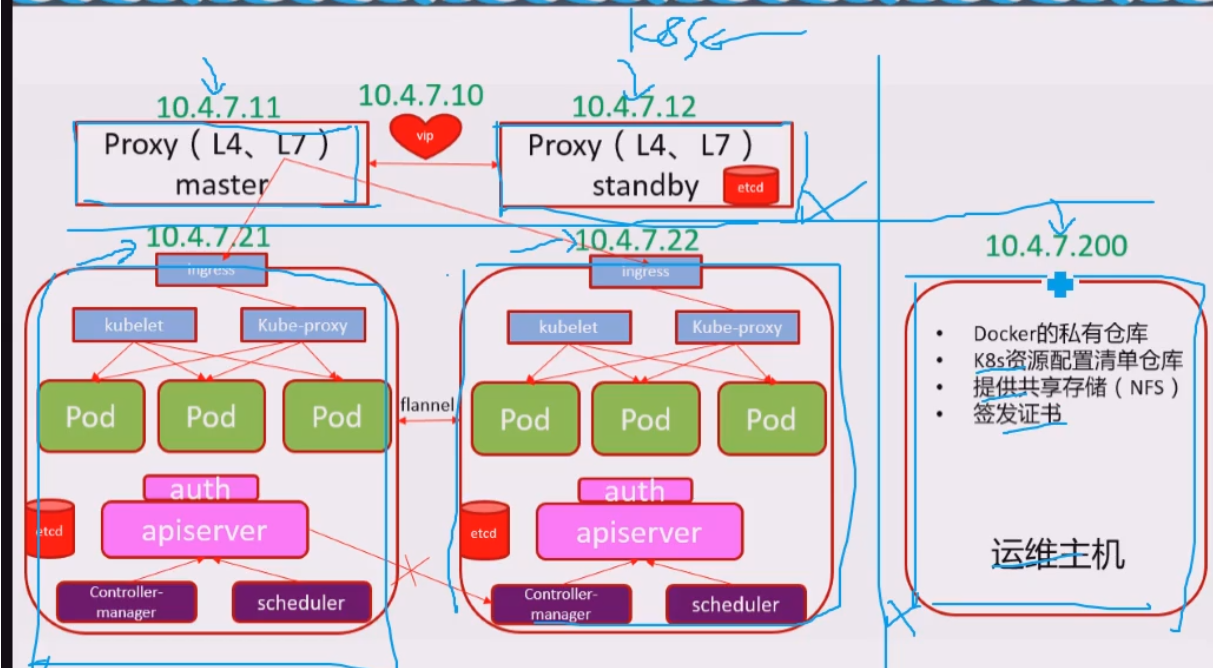 k8s
10.4.7.11
10.4.7.10
10.4.7.12
Proxy（L4、L7）
master
vip
Proxy（L4、L7）
standby
etcd
10.4.7.21
10.4.7.22
10.4.7.200
ingress
ingress
kubelet
Kube-proxy
kubelet
Kube-proxy
Pod
Pod
Pod
flannel
Pod
Pod
Pod
• Docker的私有仓库
• K8s资源配置清单仓库
• 提供共享存储（NFS）
• 签发证书
auth
apiserver
etcd
auth
apiserver
etcd
Controller-
manager
scheduler
Controller-
manager
scheduler
运维主机